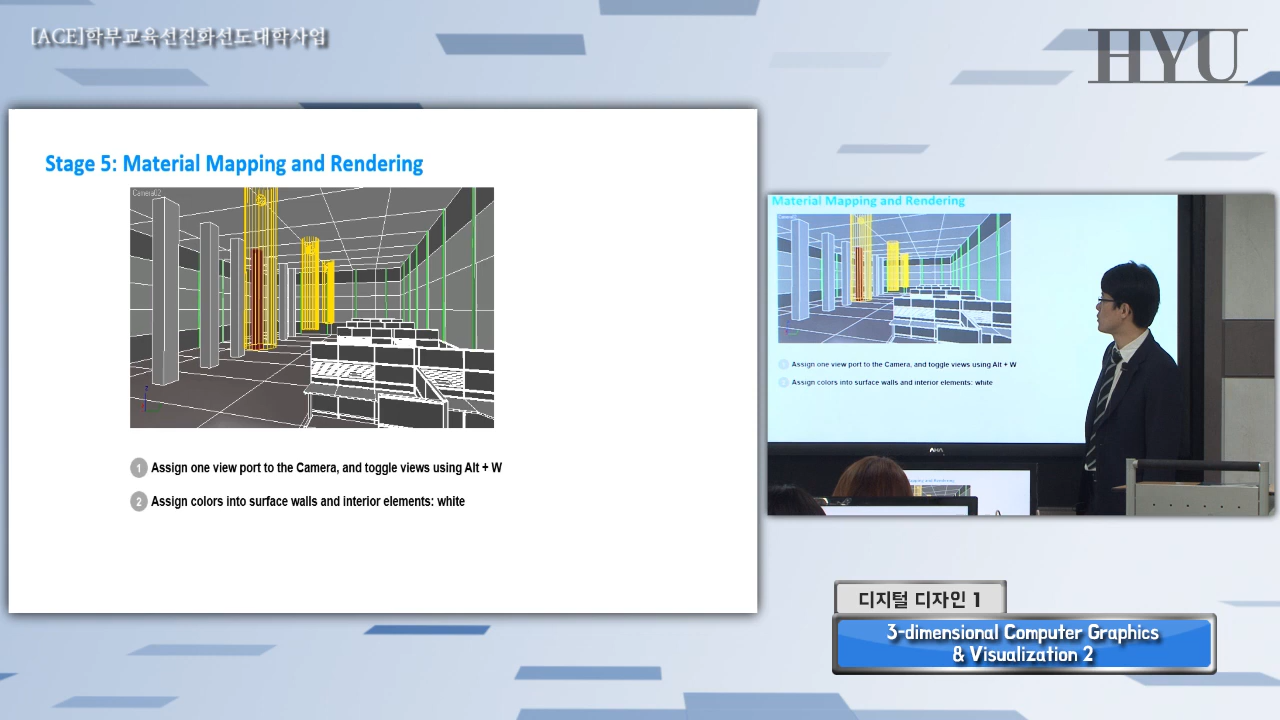 [ACE]학부교육선진화선도대학사업
HYU
Stage 5: Material Mapping and Rendering
Camera02
1 Assign one view port to the Camera, and toggle views using Alt + W
2 Assign colors into surface walls and interior elements: white
Material Mapping and Rendering
Assign one view port to the Camera, and toggle views using Alt + W
Assign colors into surface walls and interior elements: white
디지털 디자인 1
3-dimensional Computer Graphics
& Visualization 2